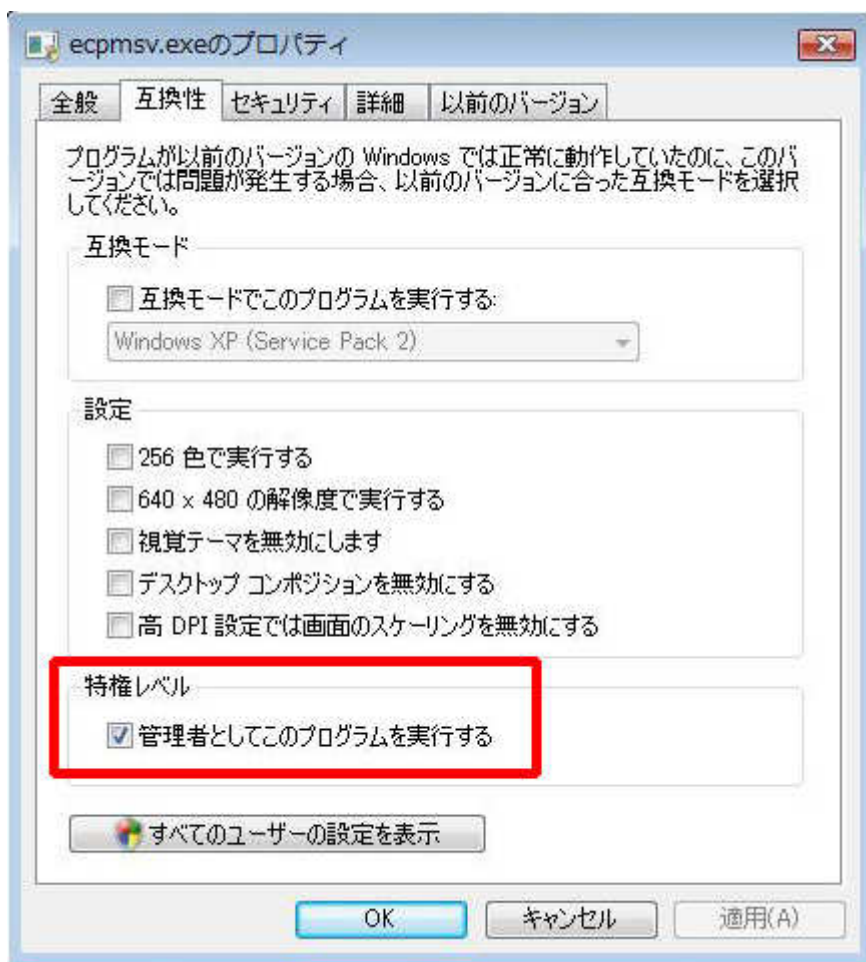 ecpmsv.exeのプロパティ
全般 互換性 セキュリティ 詳細 以前のバージョン
プログラムが以前のバージョンの Windows では正常に動作していたのに、このバ
ージョンでは問題が発生する場合、以前のバージョンに合った互換モードを選択
してください。
互換モード
互換モードでこのプログラムを実行する:
Windows XP (Service Pack 2)
設定
256 色で実行する
640 x 480 の解像度で実行する
視覚テーマを無効にします
デスクトップ コンポジションを無効にする
高 DPI 設定では画面のスケーリングを無効にする
特権レベル
管理者としてこのプログラムを実行する
すべてのユーザーの設定を表示
OK キャンセル 適用(A)